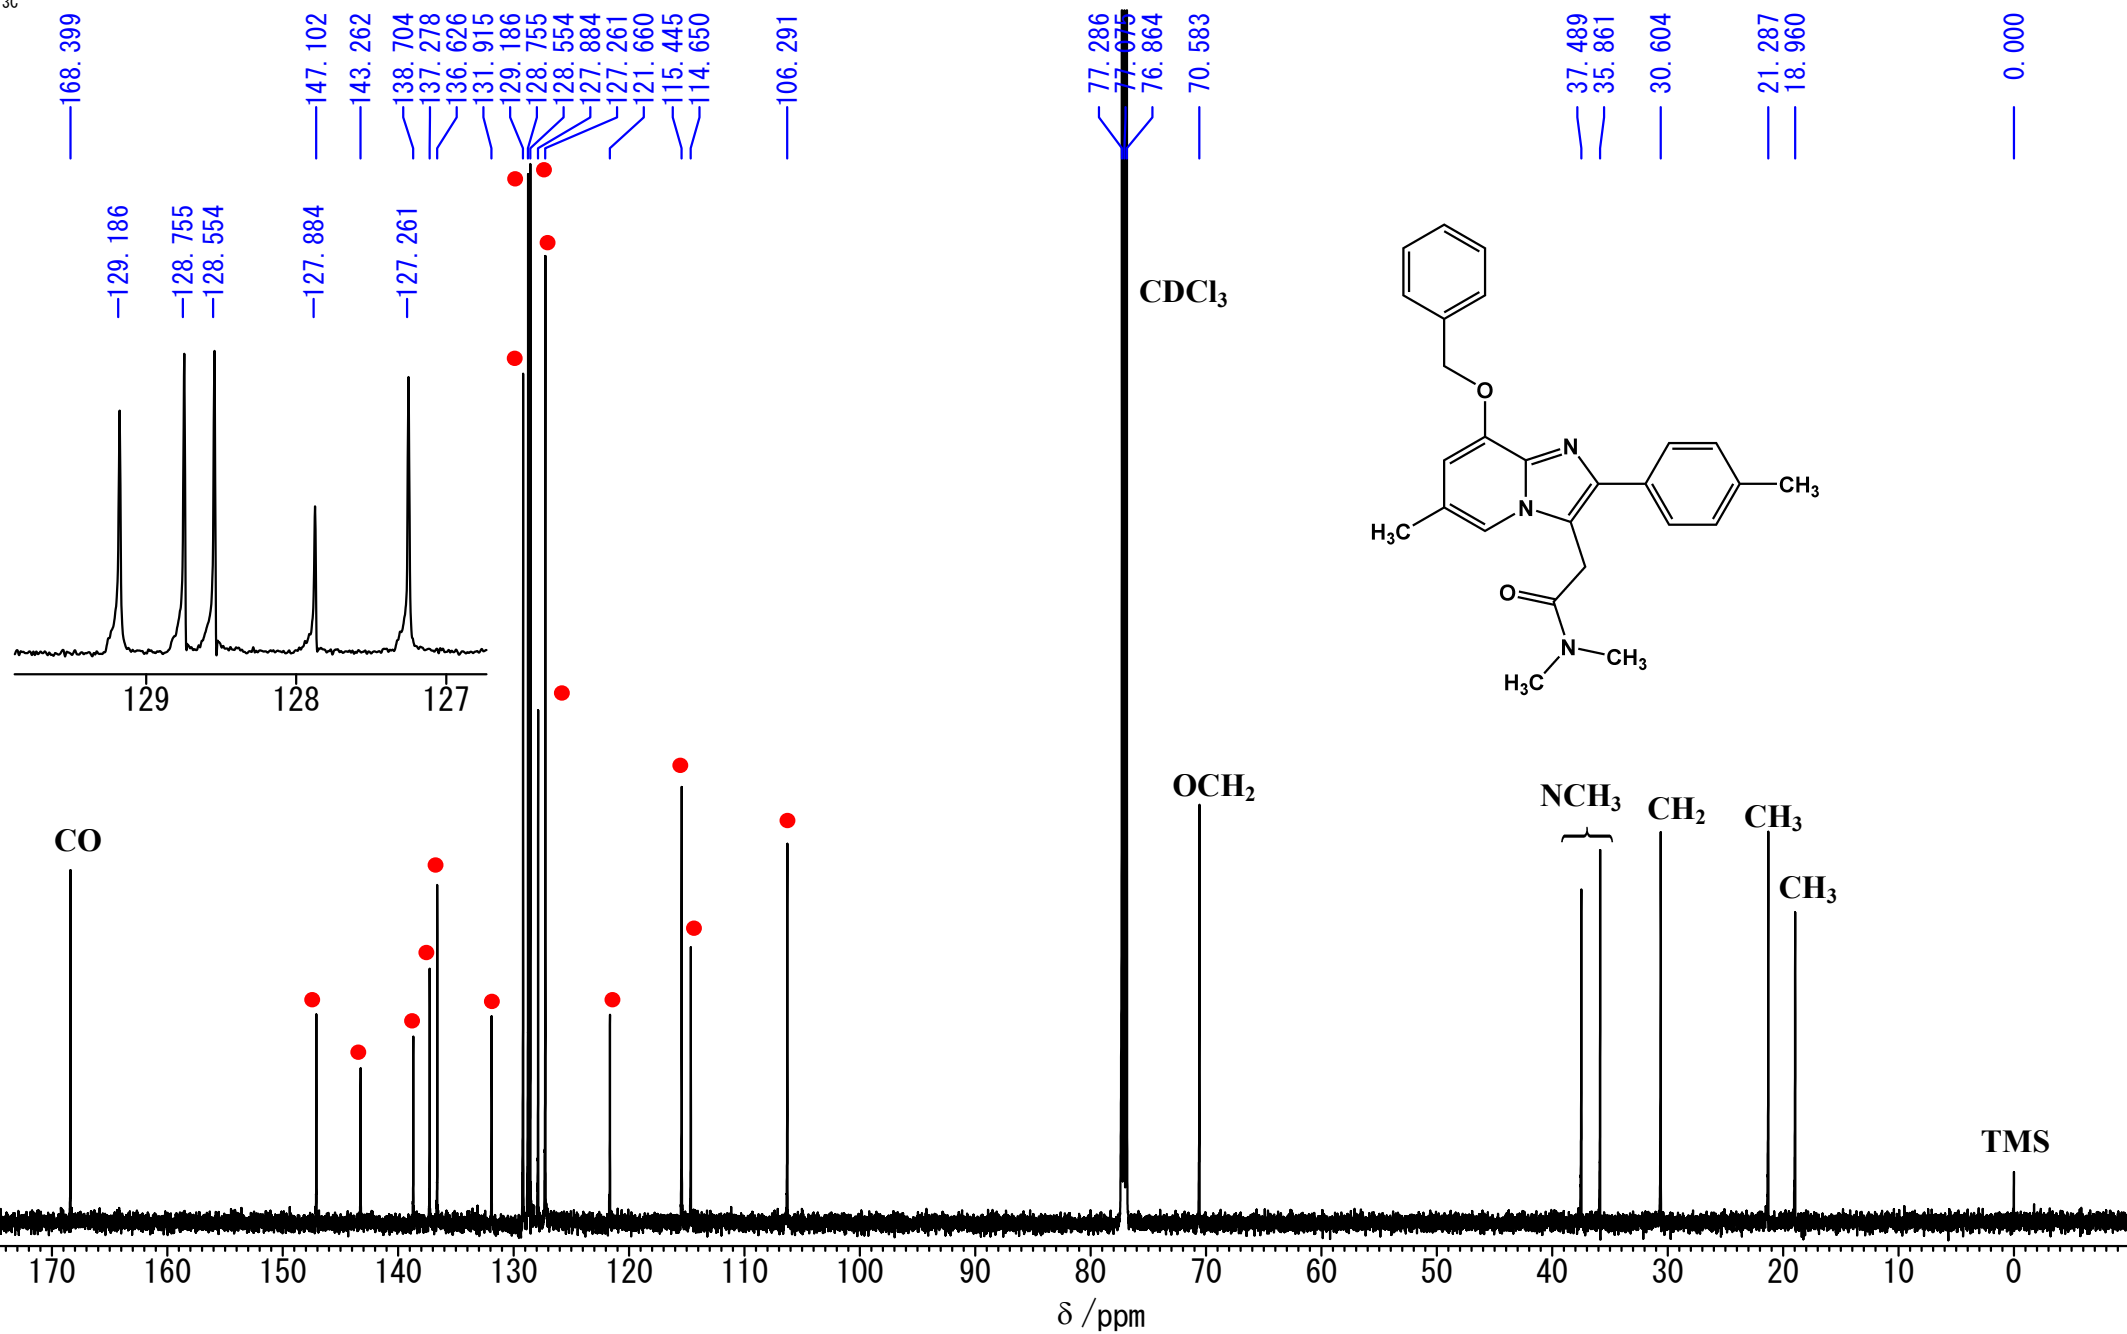 3C
168.399
147.102
143.262
138.704
137.278
136.626
131.915
129.186
128.755
128.554
127.884
127.261
121.660
115.445
114.650
106.291
77.286
77.075
76.864
70.583
37.489
35.861
30.604
21.287
18.960
0.000
129.186
128.755
128.554
127.884
127.261
129 128 127
CDCl₃
O
N
N
H₃C
CH₃
O
N
CH₃
H₃C
CO
OCH₂
NCH₃
CH₂
CH₃
CH₃
TMS
170 160 150 140 130 120 110 100 90 80 70 60 50 40 30 20 10 0
δ /ppm